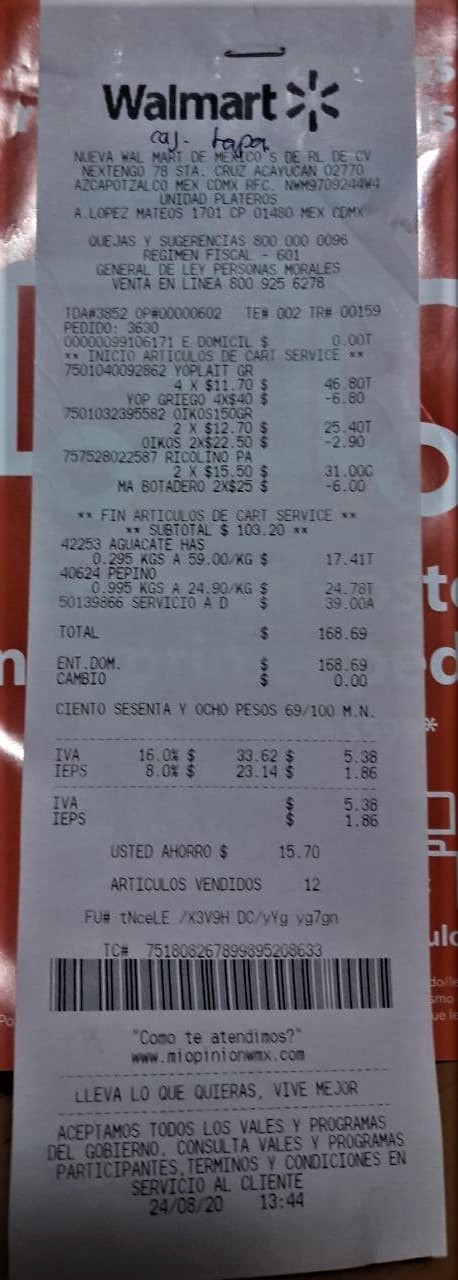 Walmart
caj. tapa
NUEVA WAL MART DE MEXICO'S DE RL DE CV
NEXTENGO 78 STA. CRUZ ACAYUCAN 02770
AZCAPOTZALCO MEX CDMX RFC. NWM9709244W4
UNIDAD PLATEROS
A.LOPEZ MATEOS 1701 CP 01480 MEX CDMX
QUEJAS Y SUGERENCIAS 800 000 0096
REGIMEN FISCAL - 601
GENERAL DE LEY PERSONAS MORALES
VENTA EN LINEA 800 925 6278
TDA#3852 OP#00000602 TE# 002 TR# 00159
PEDIDO: 3630
00000099106171 E DOMICIL $ 0.00T
** INICIO ARTICULOS DE CART SERVICE **
7501040092862 YOPLAIT GR
4 X $11.70 $ 46.80T
YOP GRIEGO 4X$40 $ -6.80
7501032395582 OIKOS150GR
2 X $12.70 $ 25.40T
OIKOS 2X$22.50 $ -2.90
757528022587 RICOLINO PA
2 X $15.50 $ 31.00C
MA BOTADERO 2X$25 $ -6.00
** FIN ARTICULOS DE CART SERVICE **
** SUBTOTAL $ 103.20 **
42253 AGUACATE HAS
0.295 KGS A 59.00/KG $ 17.41T
40624 PEPINO
0.995 KGS A 24.90/KG $ 24.78T
50139866 SERVICIO A D $ 39.00A
TOTAL $ 168.69
ENT.DOM. $ 168.69
CAMBIO $ 0.00
CIENTO SESENTA Y OCHO PESOS 69/100 M.N.
IVA 16.0% $ 33.62 $ 5.38
IEPS 8.0% $ 23.14 $ 1.86
IVA $ 5.38
IEPS $ 1.86
USTED AHORRO $ 15.70
ARTICULOS VENDIDOS 12
FU# tNceLE /X3V9H DC/yYg yg7gn
TC# 751808267899895208633
"Como te atendimos?"
www.miopinionwmx.com
LLEVA LO QUE QUIERAS, VIVE MEJOR
ACEPTAMOS TODOS LOS VALES Y PROGRAMAS
DEL GOBIERNO. CONSULTA VALES Y PROGRAMAS
PARTICIPANTES,TERMINOS Y CONDICIONES EN
SERVICIO AL CLIENTE
24/08/20 13:44